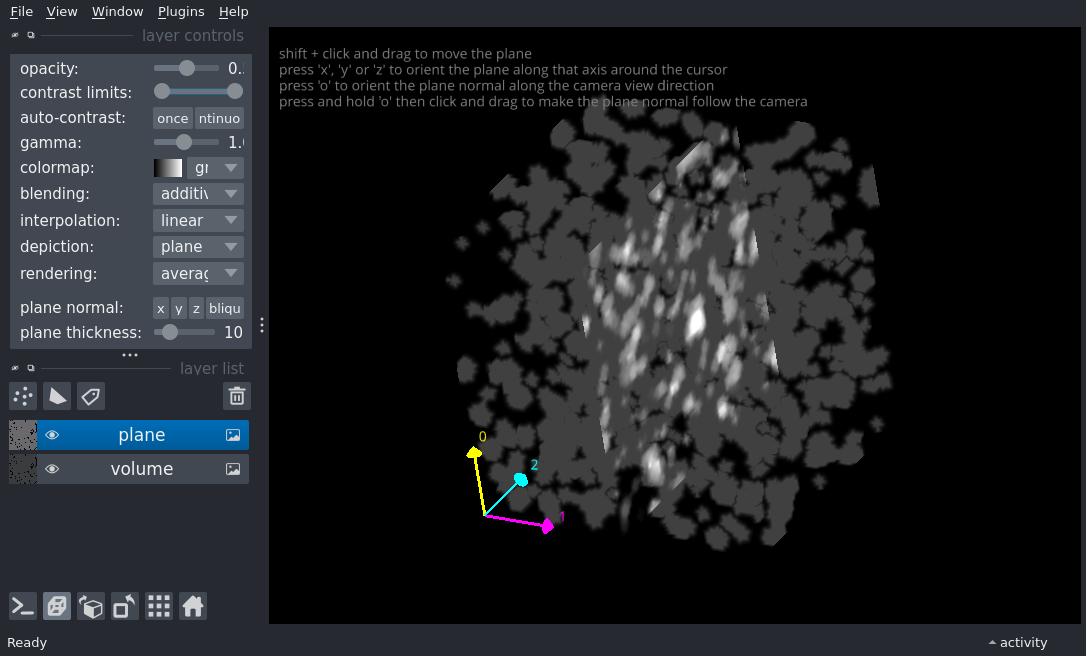 File View Window Plugins Help
layer controls
opacity: 0.
contrast limits:
auto-contrast: once ntinuo
gamma: 1.
colormap: gr
blending: additiv
interpolation: linear
depiction: plane
rendering: averag
plane normal: x y z bliqu
plane thickness: 10
layer list
plane
volume
Ready
shift + click and drag to move the plane
press 'x', 'y' or 'z' to orient the plane along that axis around the cursor
press 'o' to orient the plane normal along the camera view direction
press and hold 'o' then click and drag to make the plane normal follow the camera
0
2
1
activity